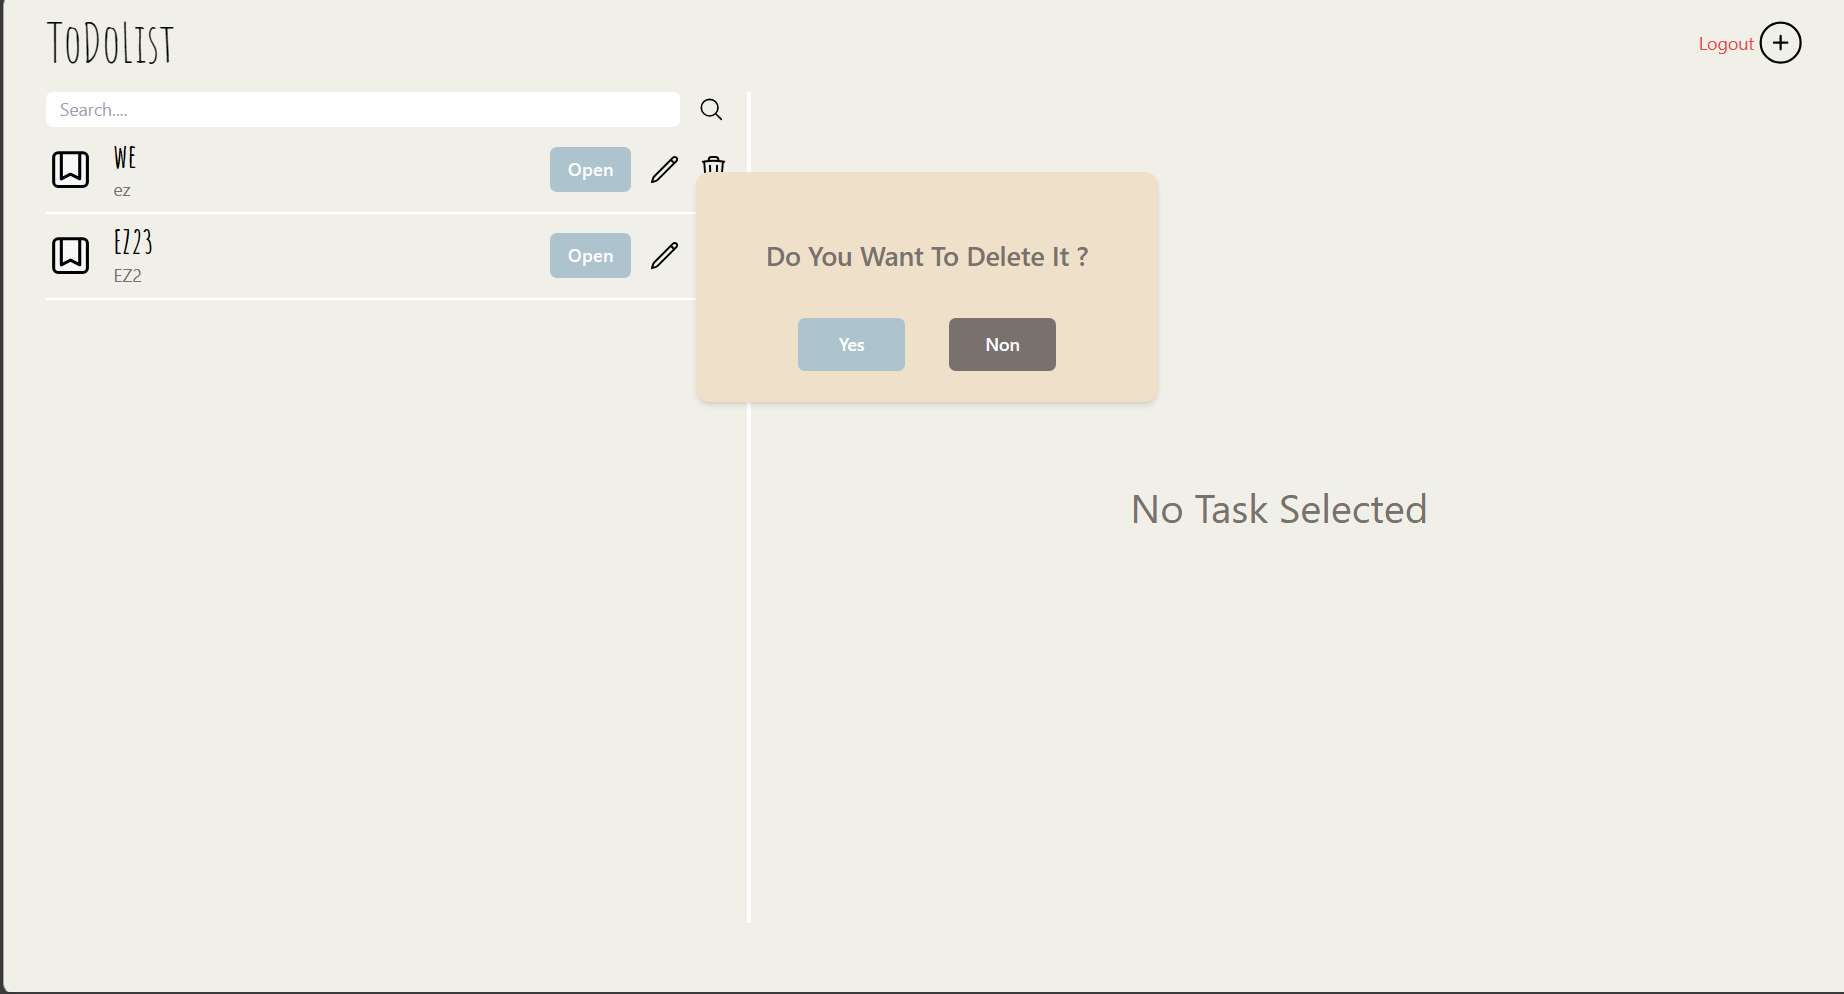 ToDoList
Logout
Search....
WE
Open
ez
EZ23
Open
EZ2
Do You Want To Delete It ?
Yes
Non
No Task Selected